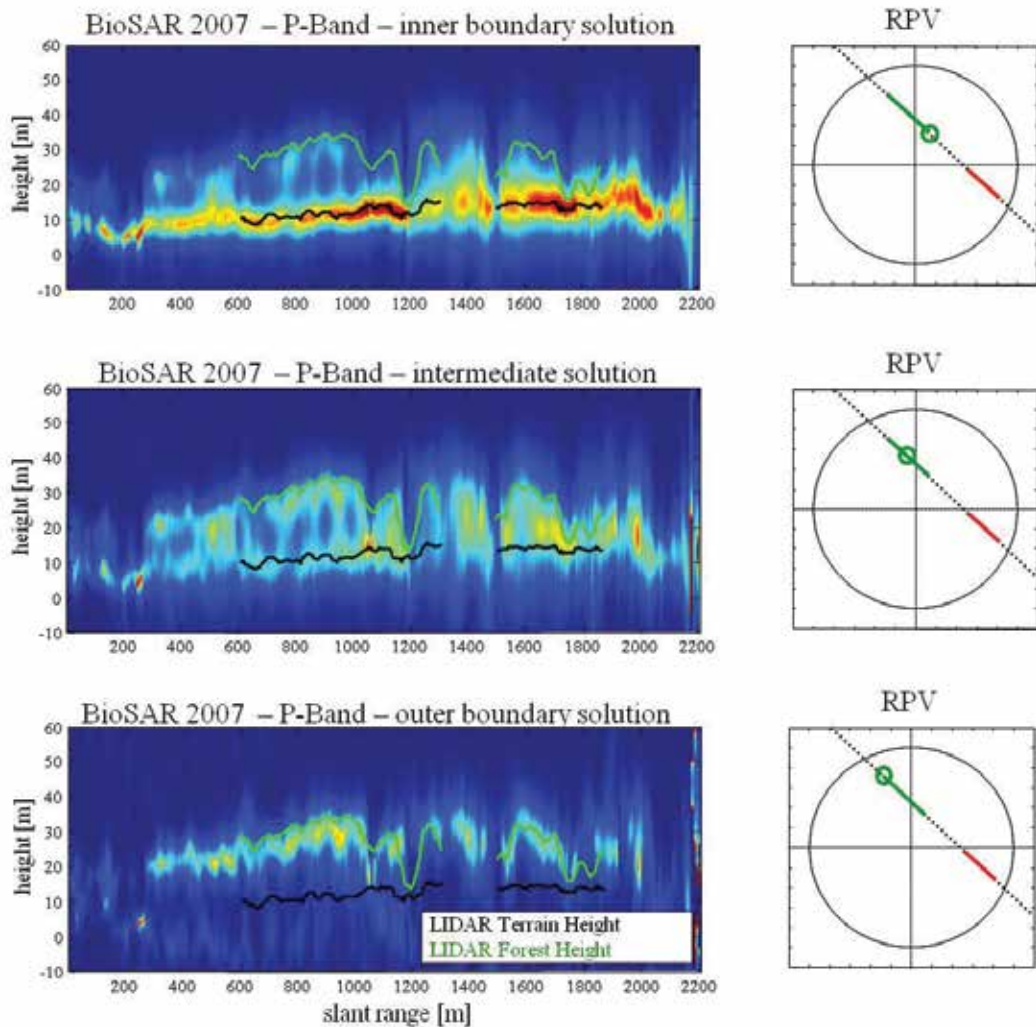 BioSAR 2007 – P-Band – inner boundary solution
RPV
60
50
40
30
20
10
0
-10
height [m]
200 400 600 800 1000 1200 1400 1600 1800 2000 2200
BioSAR 2007 – P-Band – intermediate solution
RPV
60
50
40
30
20
10
0
-10
height [m]
200 400 600 800 1000 1200 1400 1600 1800 2000 2200
BioSAR 2007 – P-Band – outer boundary solution
RPV
60
50
40
30
20
10
0
-10
height [m]
LIDAR Terrain Height
LIDAR Forest Height
200 400 600 800 1000 1200 1400 1600 1800 2000 2200
slant range [m]